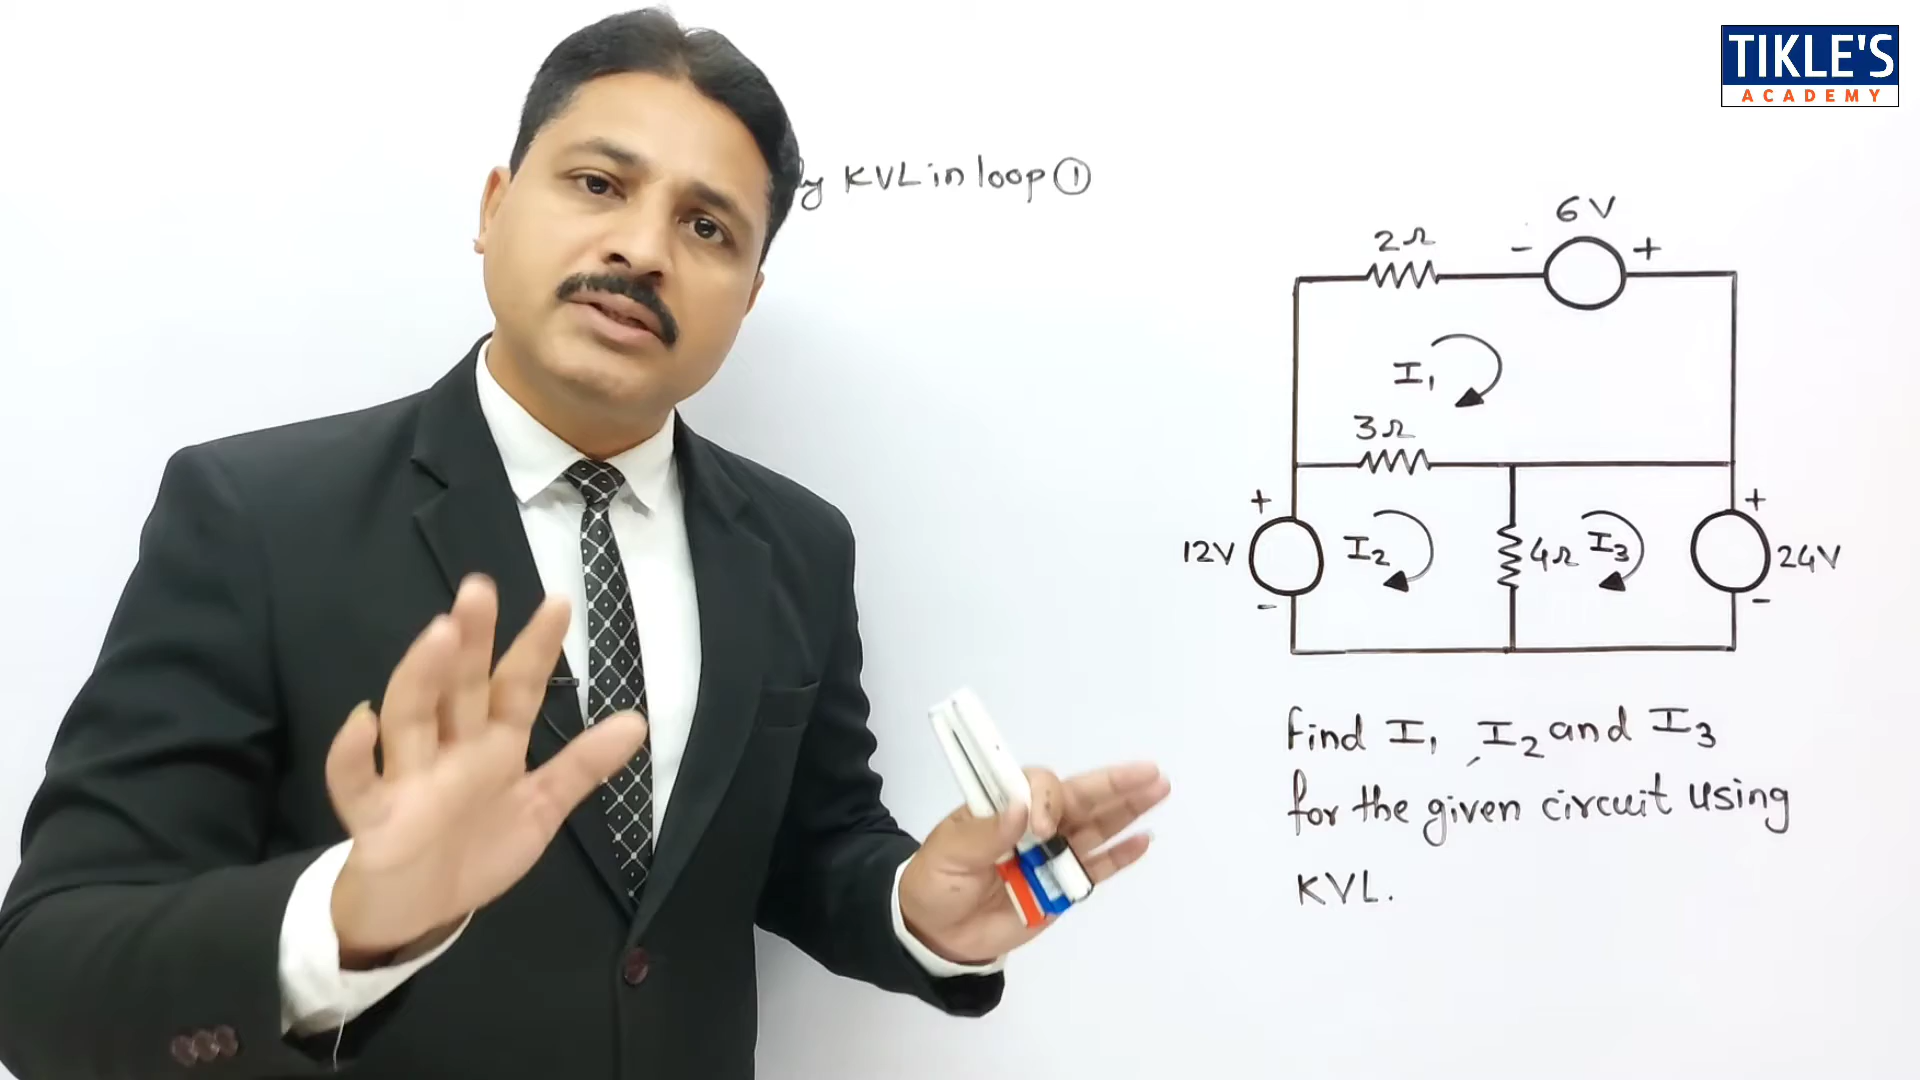 TIKLE'S
ACADEMY
KVL in loop ①
6V
2Ω
- +
I₁
3Ω
+ +
12V I₂ 4Ω I₃ 24V
- -
Find I₁, I₂ and I₃
for the given circuit using
KVL.